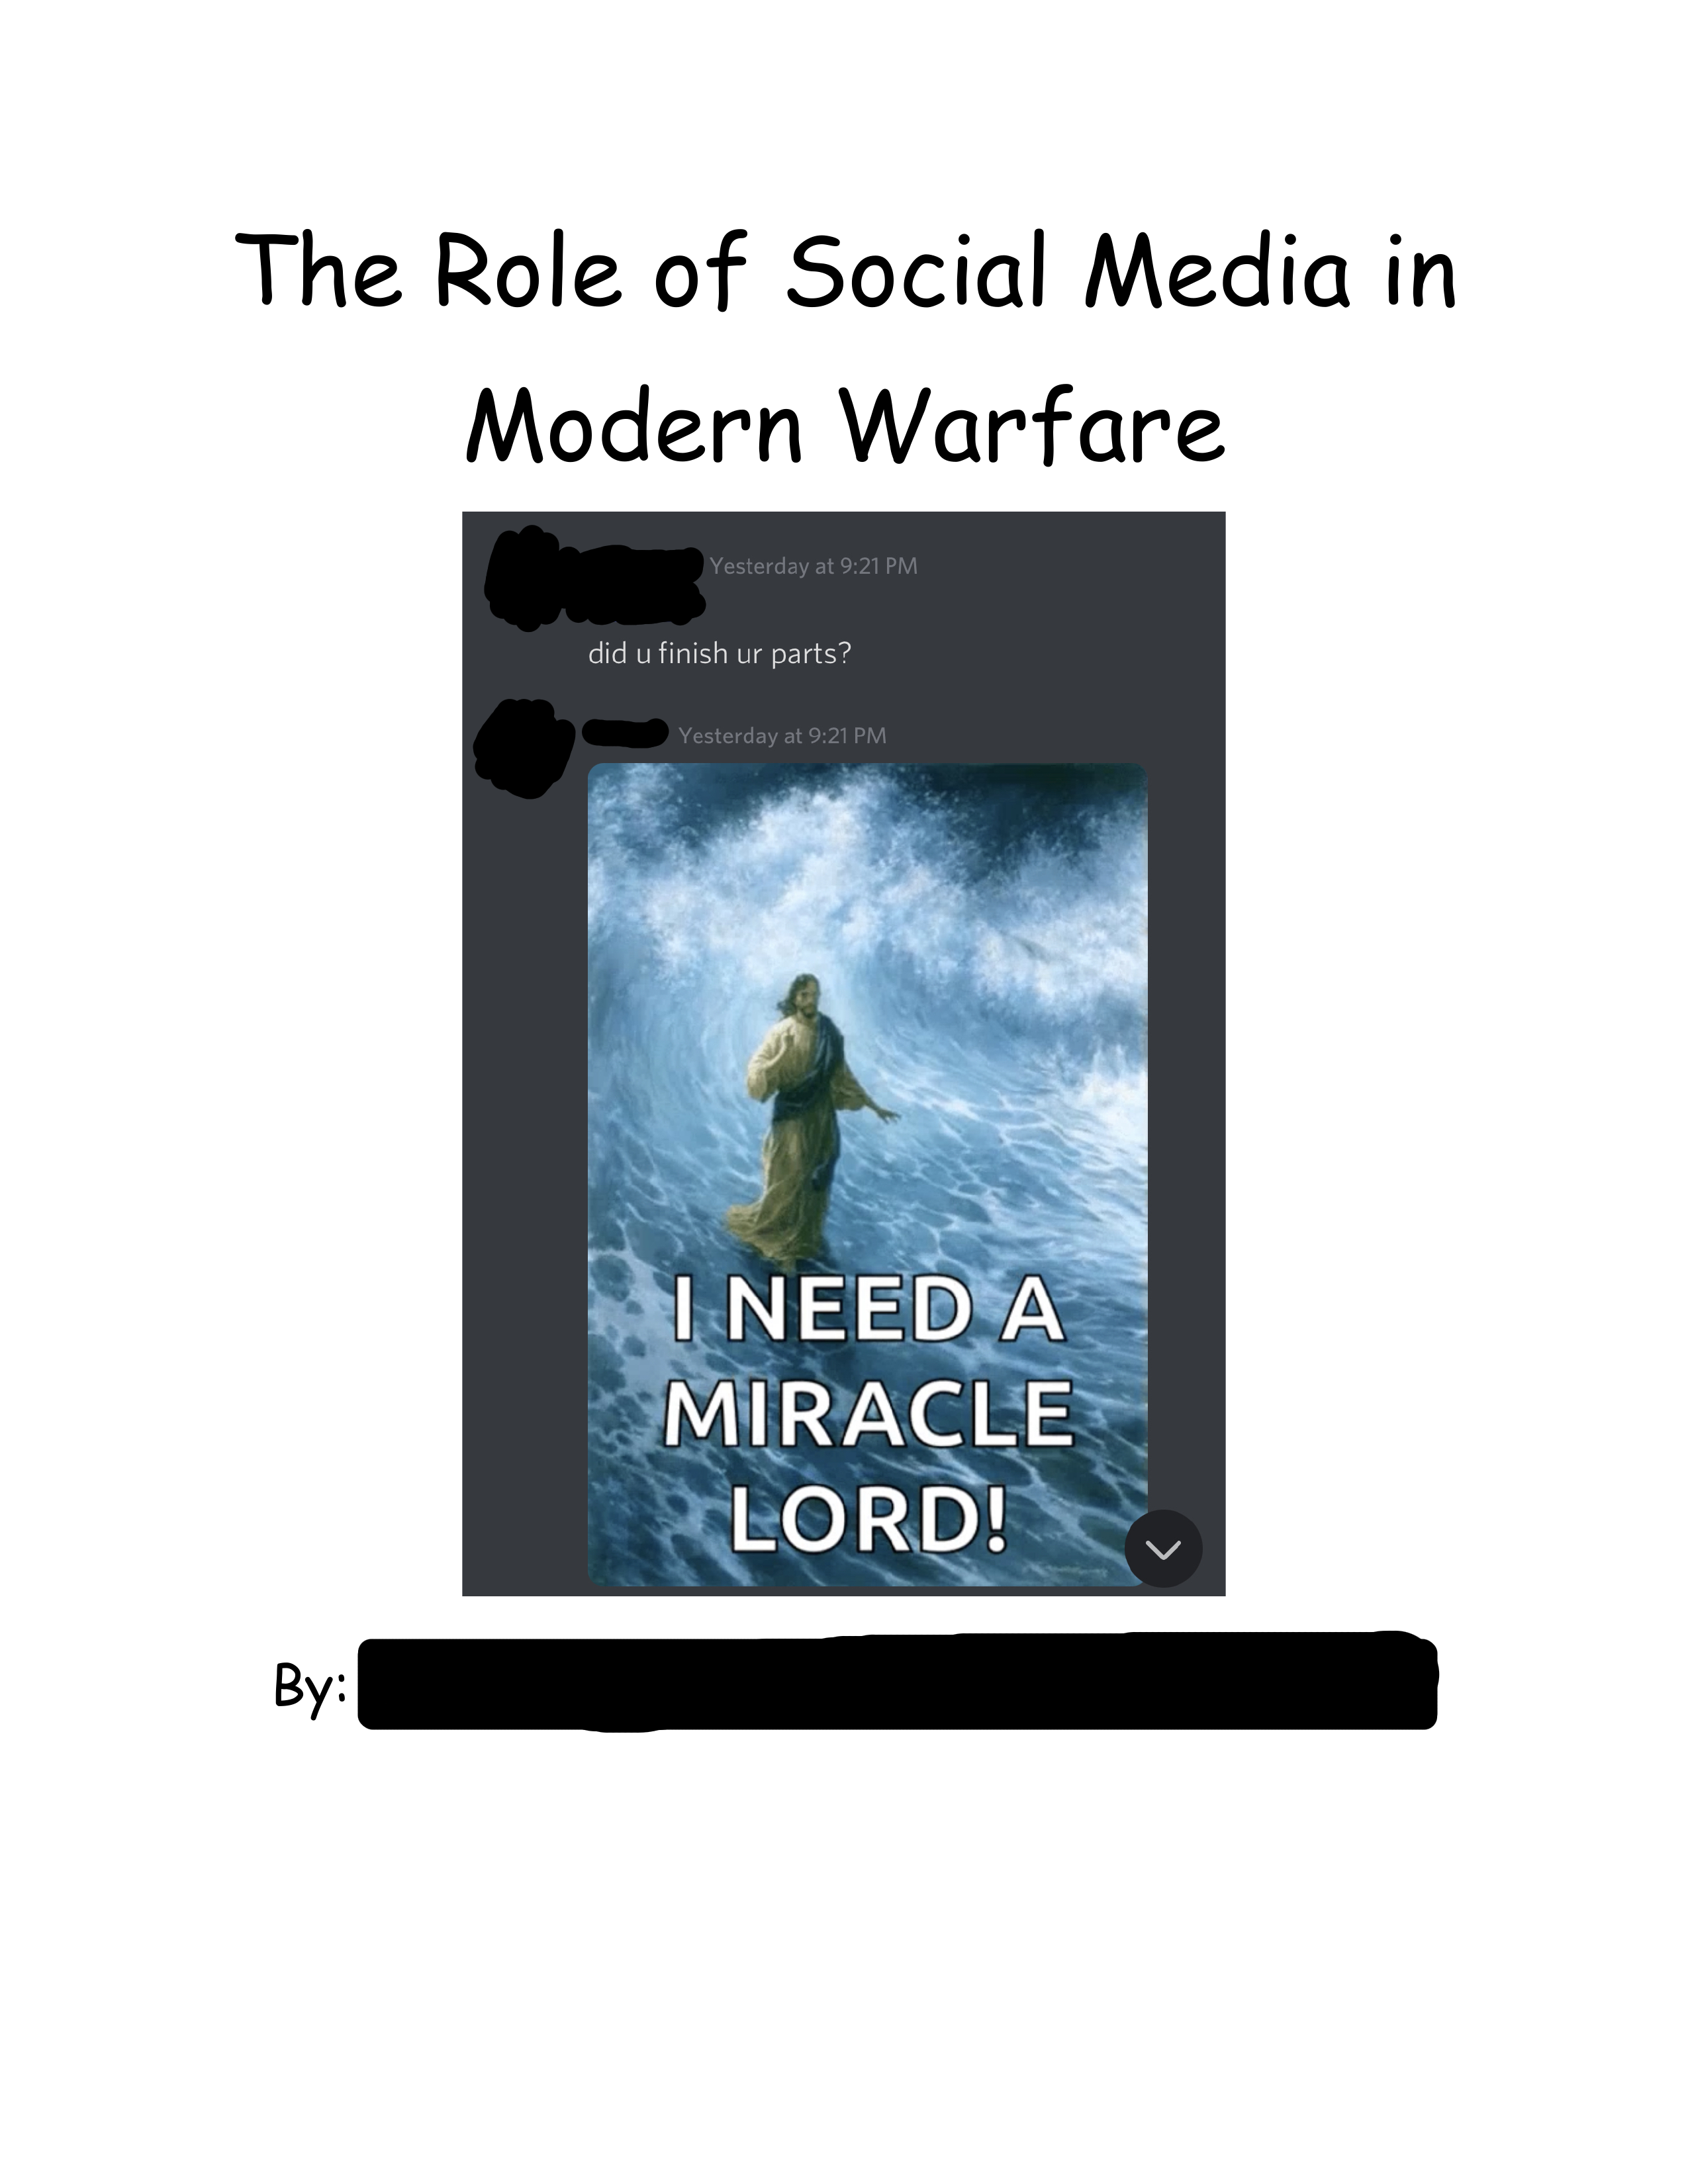 The Role of Social Media in
Modern Warfare
Yesterday at 9:21 PM
did u finish ur parts?
Yesterday at 9:21 PM
I NEED A
MIRACLE
LORD!
By: